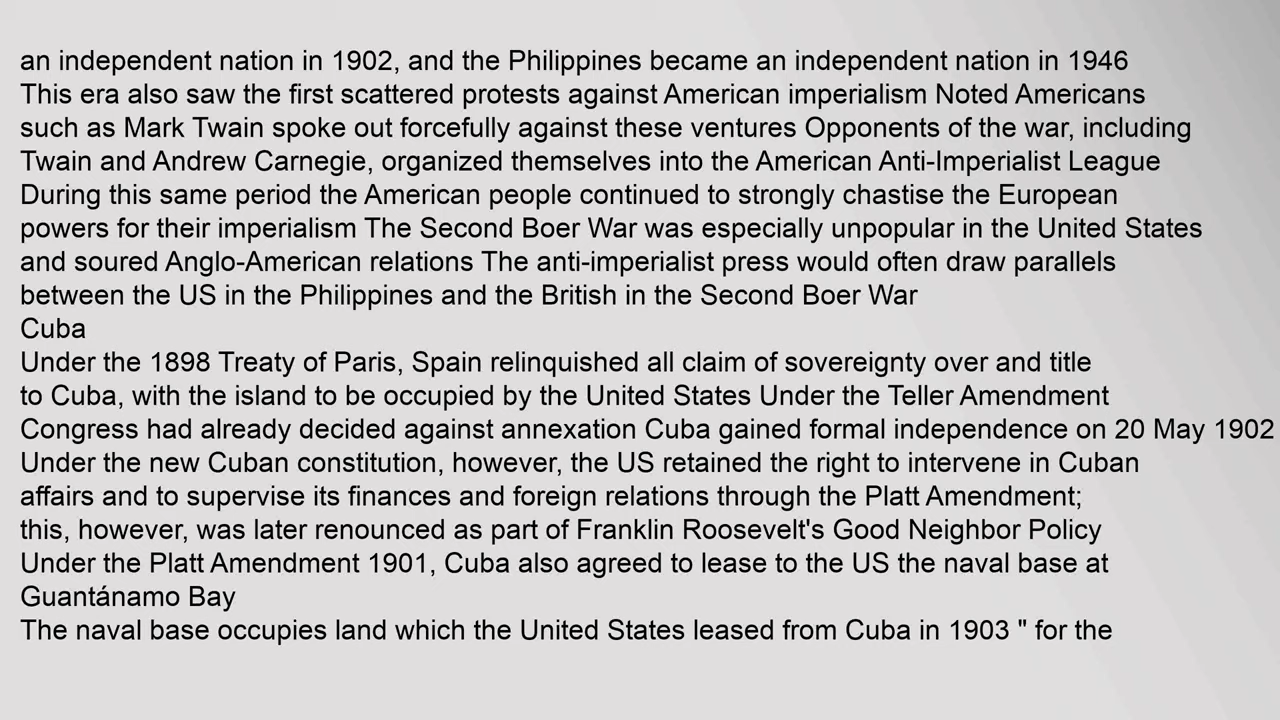 an independent nation in 1902, and the Philippines became an independent nation in 1946
This era also saw the first scattered protests against American imperialism Noted Americans
such as Mark Twain spoke out forcefully against these ventures Opponents of the war, including
Twain and Andrew Carnegie, organized themselves into the American Anti-Imperialist League
During this same period the American people continued to strongly chastise the European
powers for their imperialism The Second Boer War was especially unpopular in the United States
and soured Anglo-American relations The anti-imperialist press would often draw parallels
between the US in the Philippines and the British in the Second Boer War
Cuba
Under the 1898 Treaty of Paris, Spain relinquished all claim of sovereignty over and title
to Cuba, with the island to be occupied by the United States Under the Teller Amendment
Congress had already decided against annexation Cuba gained formal independence on 20 May 1902
Under the new Cuban constitution, however, the US retained the right to intervene in Cuban
affairs and to supervise its finances and foreign relations through the Platt Amendment;
this, however, was later renounced as part of Franklin Roosevelt's Good Neighbor Policy
Under the Platt Amendment 1901, Cuba also agreed to lease to the US the naval base at
Guantánamo Bay
The naval base occupies land which the United States leased from Cuba in 1903 " for the